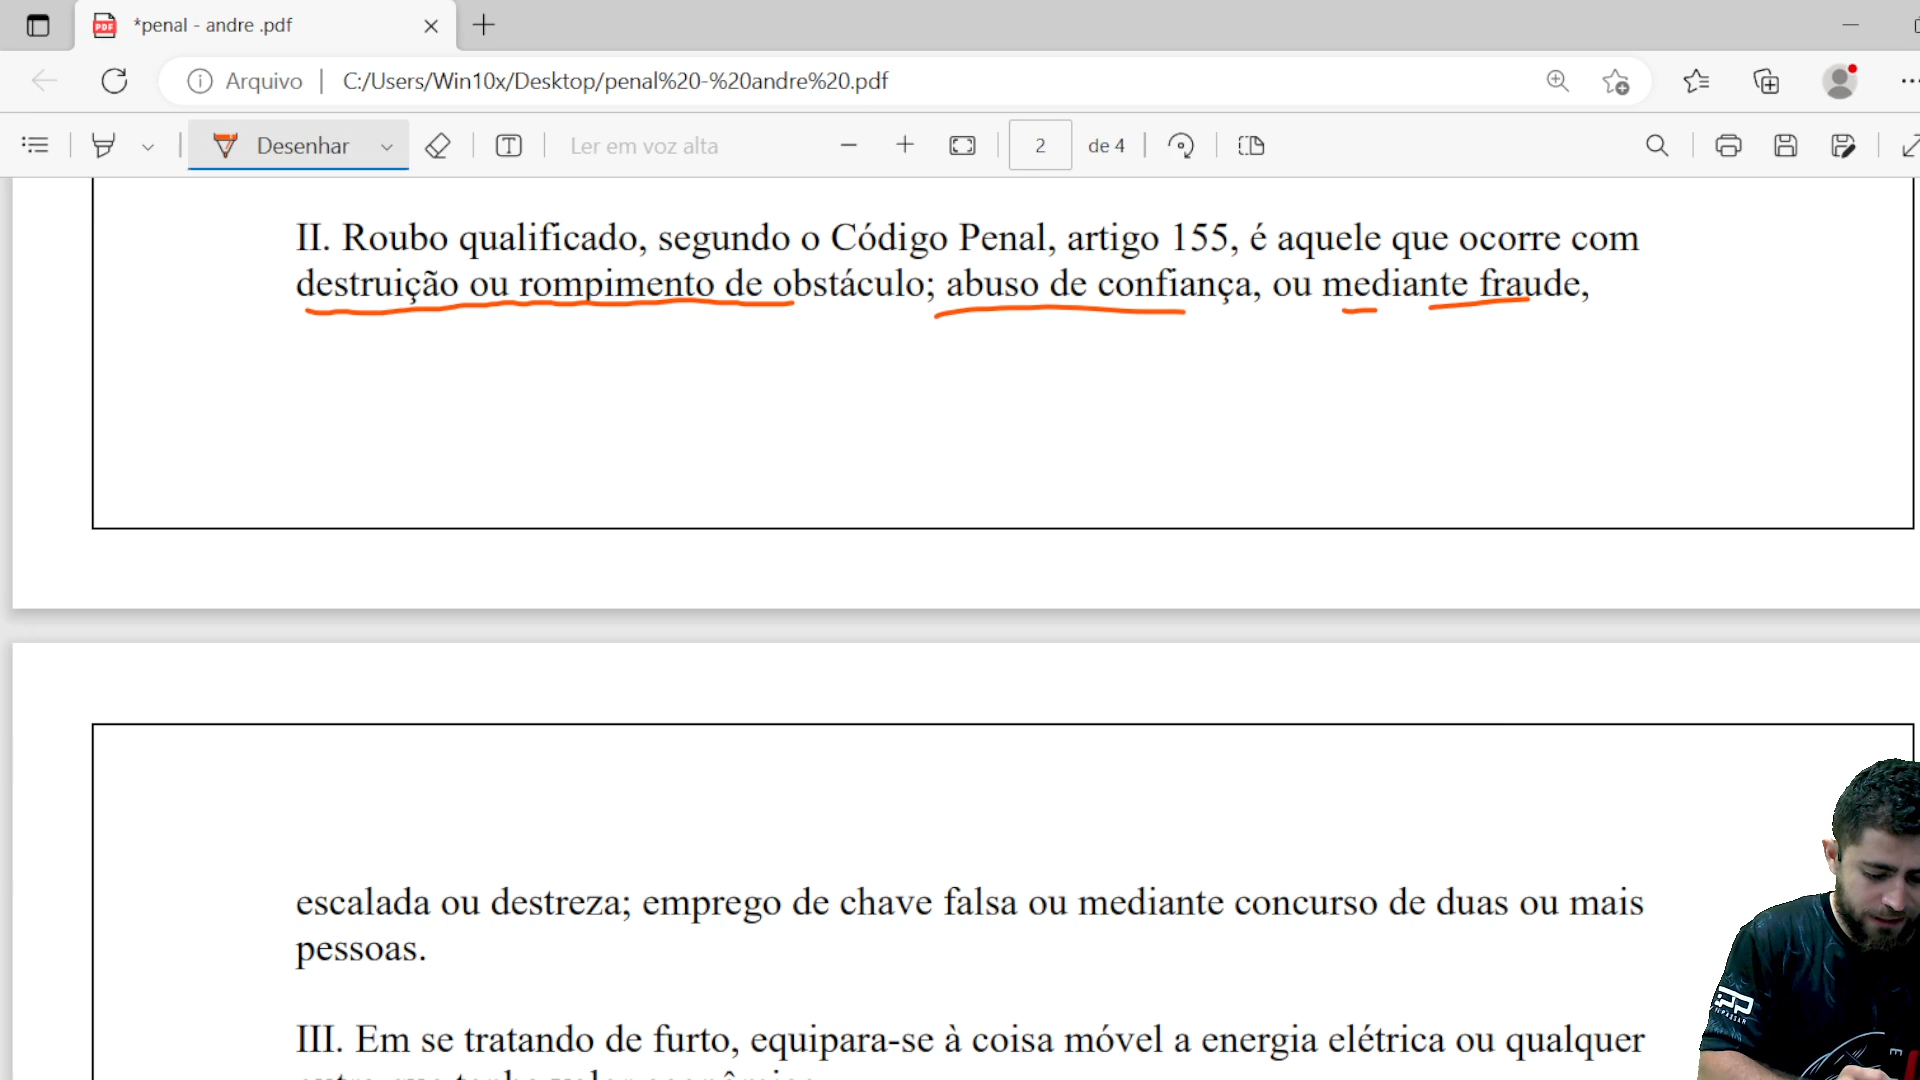 *penal - andre .pdf
Arquivo
C:/Users/Win10x/Desktop/penal%20-%20andre%20.pdf
Desenhar
Ler em voz alta
2
de 4
II. Roubo qualificado, segundo o Código Penal, artigo 155, é aquele que ocorre com
destruição ou rompimento de obstáculo; abuso de confiança, ou mediante fraude,
escalada ou destreza; emprego de chave falsa ou mediante concurso de duas ou mais
pessoas.
III. Em se tratando de furto, equipara-se à coisa móvel a energia elétrica ou qualquer